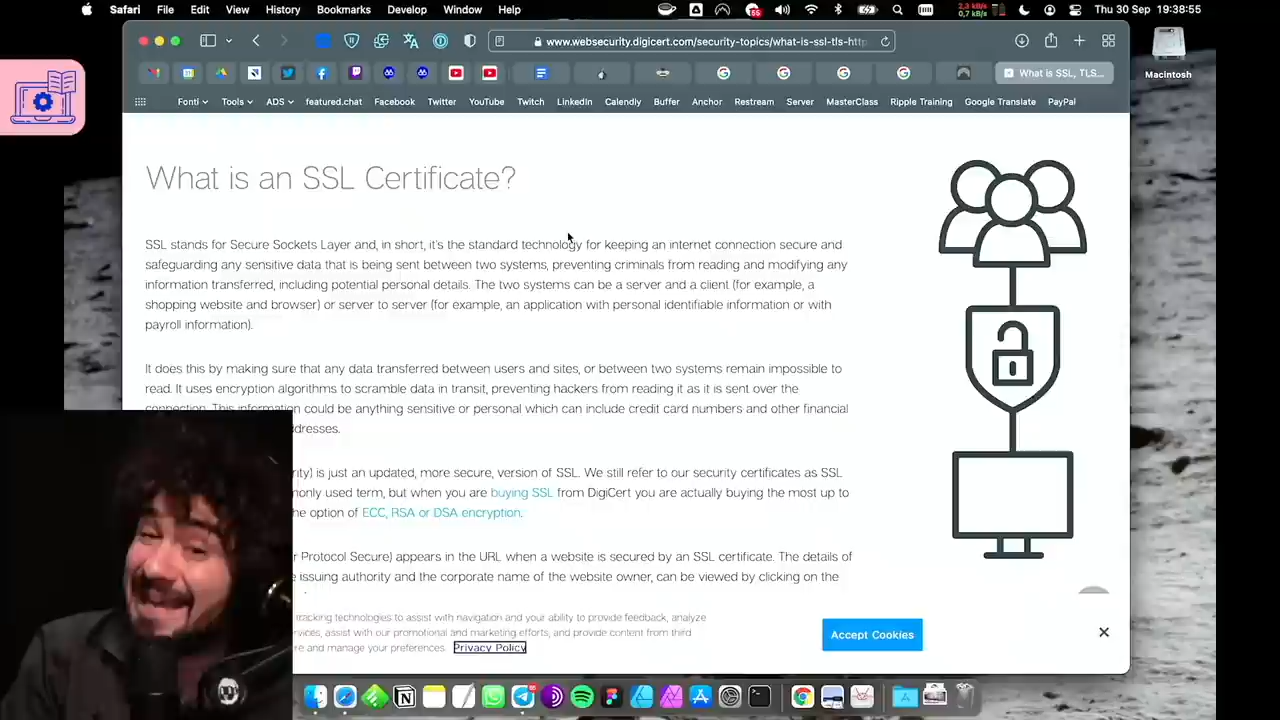 Safari File Edit View History Bookmarks Develop Window Help
2,3 kB/s
0,7 kB/s
Thu 30 Sep 19:38:55
www.websecurity.digicert.com/security-topics/what-is-ssl-tls-http
What is SSL, TLS...
Macintosh
Fonti Tools ADS featured.chat Facebook Twitter YouTube Twitch LinkedIn Calendly Buffer Anchor Restream Server MasterClass Ripple Training Google Translate PayPal
What is an SSL Certificate?
SSL stands for Secure Sockets Layer and, in short, it's the standard technology for keeping an internet connection secure and
safeguarding any sensitive data that is being sent between two systems, preventing criminals from reading and modifying any
information transferred, including potential personal details. The two systems can be a server and a client (for example, a
shopping website and browser) or server to server (for example, an application with personal identifiable information or with
payroll information).
It does this by making sure that any data transferred between users and sites, or between two systems remain impossible to
read. It uses encryption algorithms to scramble data in transit, preventing hackers from reading it as it is sent over the
connection. This information could be anything sensitive or personal which can include credit card numbers and other financial
dresses.
rity) is just an updated, more secure, version of SSL. We still refer to our security certificates as SSL
monly used term, but when you are buying SSL from DigiCert you are actually buying the most up to
he option of ECC, RSA or DSA encryption.
r Protocol Secure) appears in the URL when a website is secured by an SSL certificate. The details of
issuing authority and the corporate name of the website owner, can be viewed by clicking on the
tracking technologies to assist with navigation and your ability to provide feedback, analyze
rvices, assist with our promotional and marketing efforts, and provide content from third
re and manage your preferences. Privacy Policy
Accept Cookies